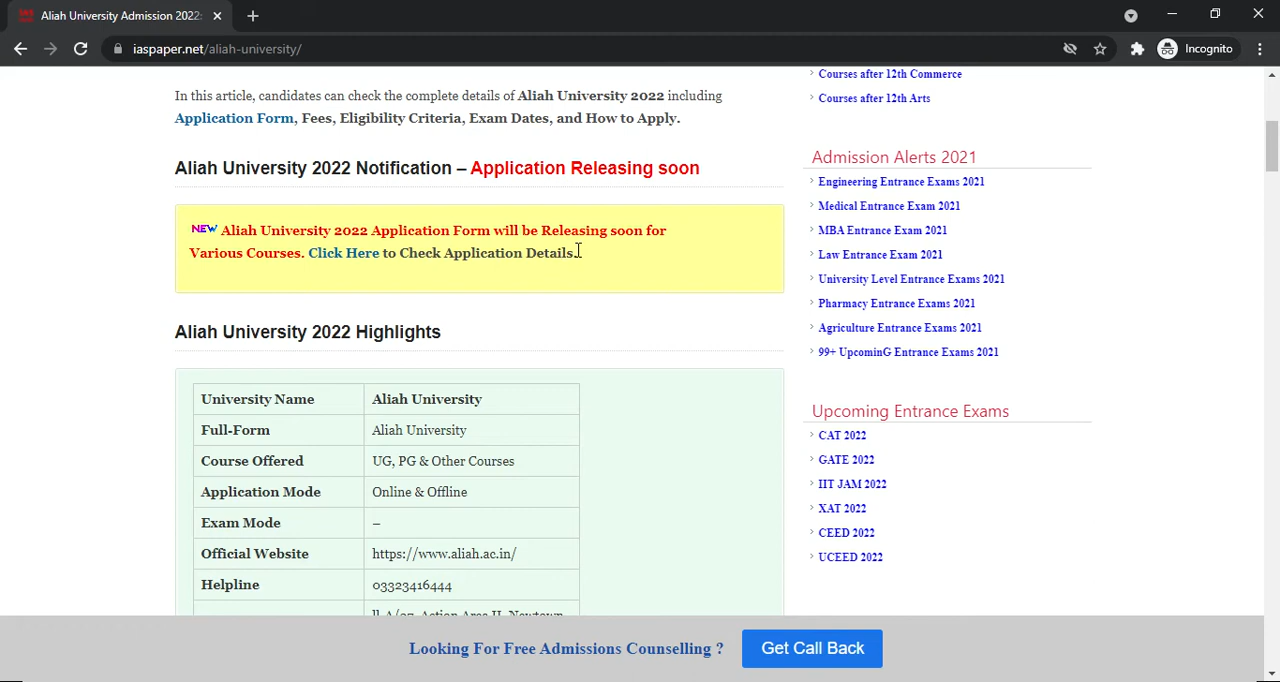 Aliah University Admission 2022:
iaspaper.net/aliah-university/
Incognito
In this article, candidates can check the complete details of Aliah University 2022 including
Application Form, Fees, Eligibility Criteria, Exam Dates, and How to Apply.
Aliah University 2022 Notification – Application Releasing soon
NEW Aliah University 2022 Application Form will be Releasing soon for
Various Courses. Click Here to Check Application Details.
Aliah University 2022 Highlights
University Name Aliah University
Full-Form Aliah University
Course Offered UG, PG & Other Courses
Application Mode Online & Offline
Exam Mode –
Official Website https://www.aliah.ac.in/
Helpline 03323416444
Action Area II, Newtown
Courses after 12th Commerce
Courses after 12th Arts
Admission Alerts 2021
Engineering Entrance Exams 2021
Medical Entrance Exam 2021
MBA Entrance Exam 2021
Law Entrance Exam 2021
University Level Entrance Exams 2021
Pharmacy Entrance Exams 2021
Agriculture Entrance Exams 2021
99+ UpcominG Entrance Exams 2021
Upcoming Entrance Exams
CAT 2022
GATE 2022
IIT JAM 2022
XAT 2022
CEED 2022
UCEED 2022
Looking For Free Admissions Counselling ?
Get Call Back